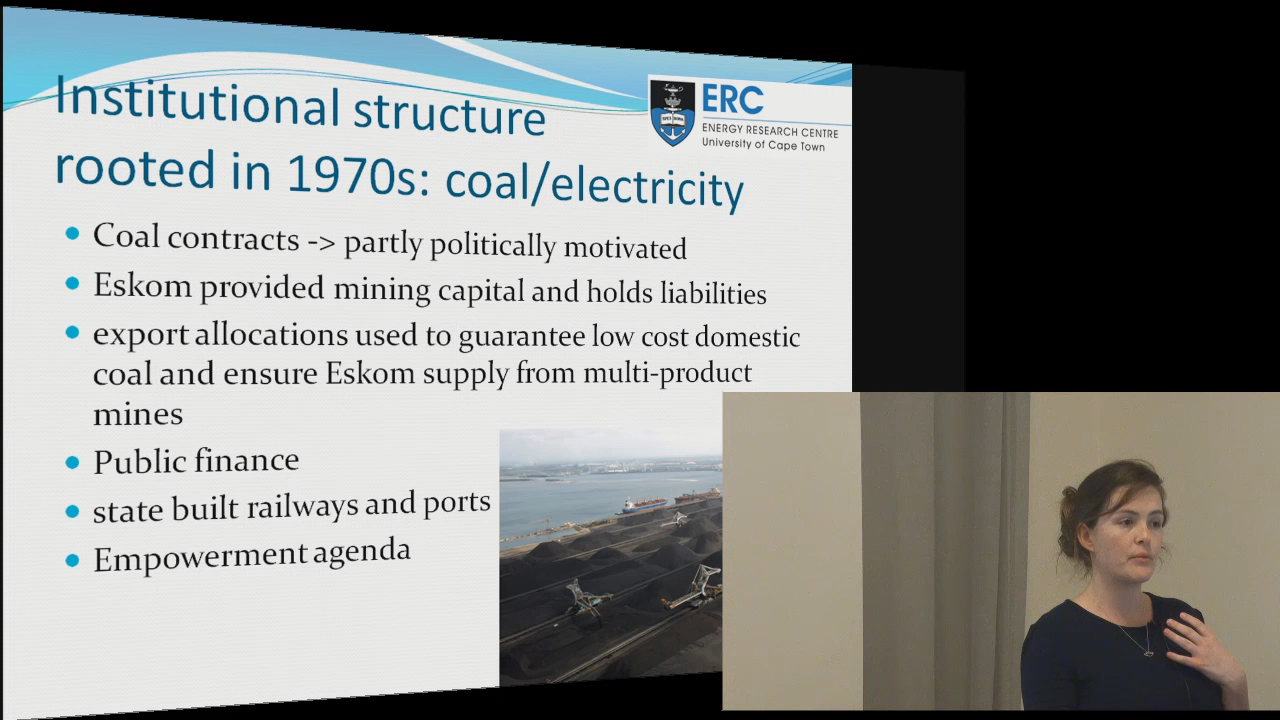 Institutional structure
rooted in 1970s: coal/electricity
ERC
ENERGY RESEARCH CENTRE
University of Cape Town
Coal contracts -> partly politically motivated
Eskom provided mining capital and holds liabilities
export allocations used to guarantee low cost domestic
coal and ensure Eskom supply from multi-product
mines
Public finance
state built railways and ports
Empowerment agenda